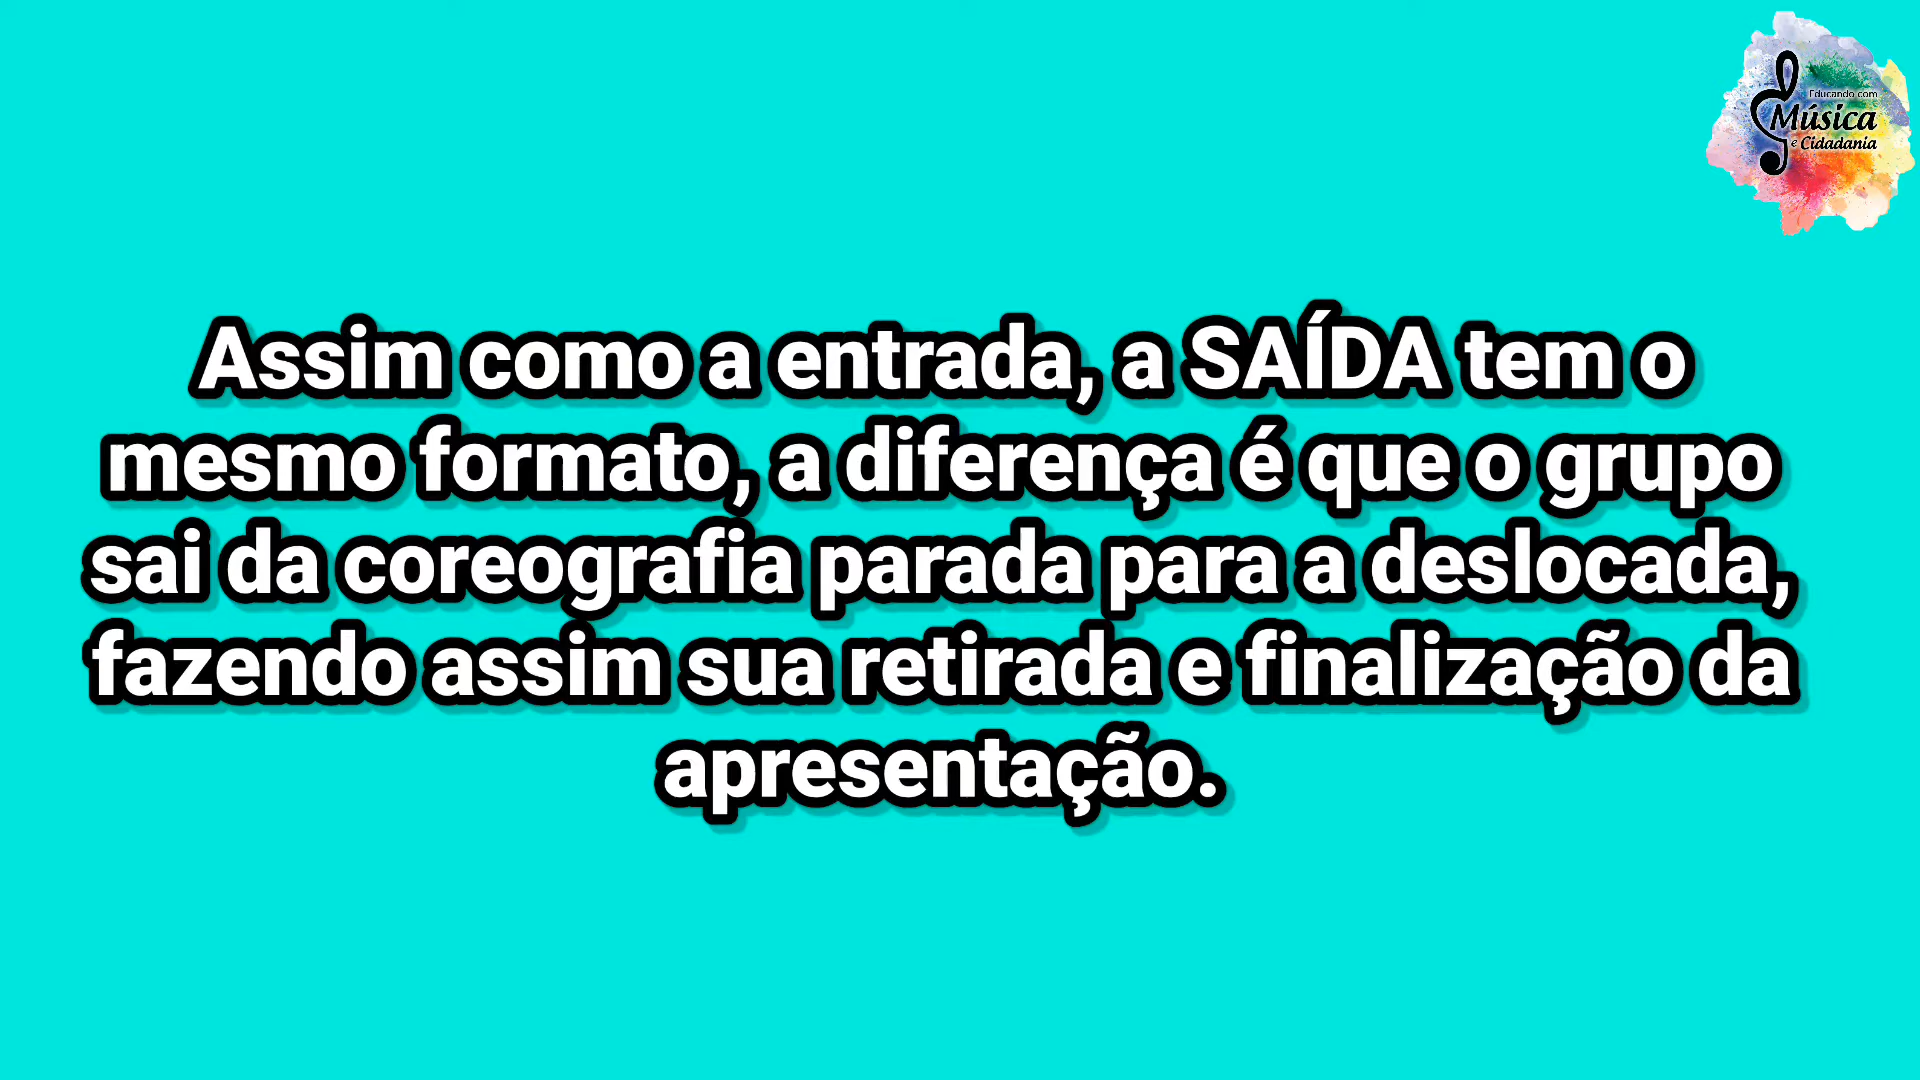 Educando com
Música
e Cidadania
Assim como a entrada, a SAÍDA tem o
mesmo formato, a diferença é que o grupo
sai da coreografia parada para a deslocada,
fazendo assim sua retirada e finalização da
apresentação.